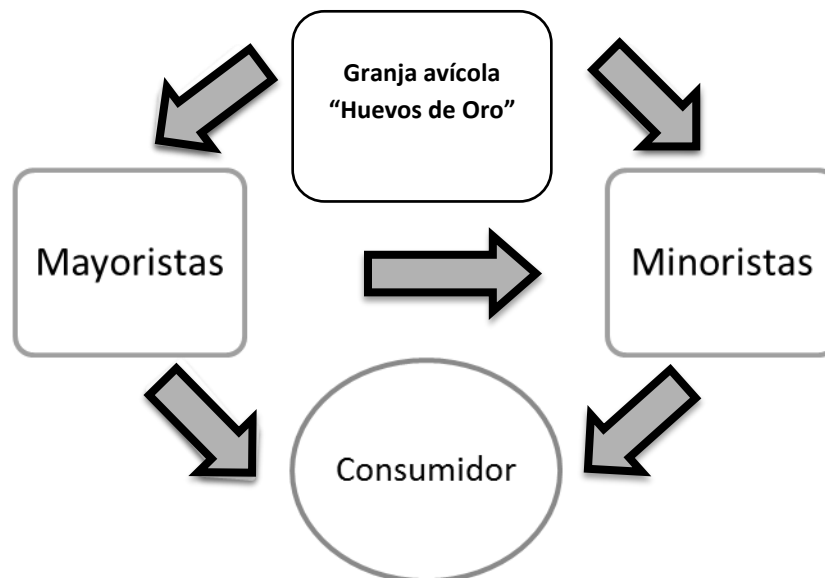 Granja avícola
“Huevos de Oro”
Mayoristas
Minoristas
Consumidor